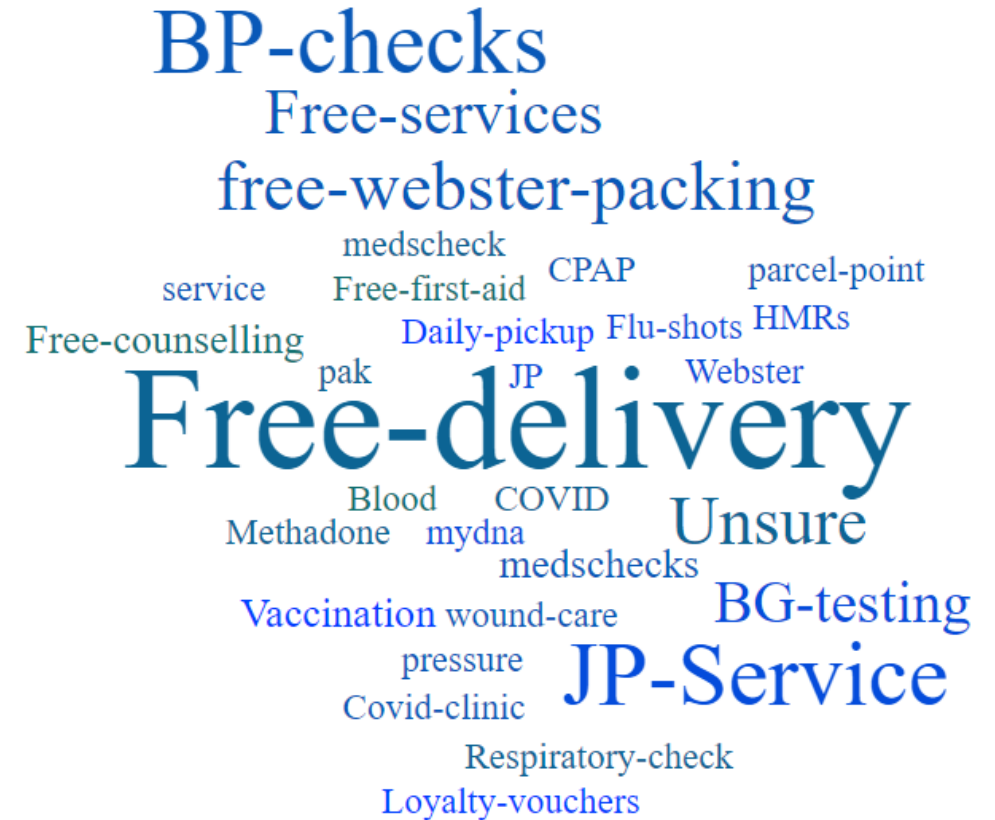 BP-checks
Free-services
free-webster-packing
medscheck
CPAP
parcel-point
service
Free-first-aid
Free-counselling
Daily-pickup
Flu-shots
HMRs
pak
JP
Webster
Free-delivery
Blood
COVID
Unsure
Methadone
mydna
medschecks
Vaccination
wound-care
BG-testing
pressure
JP-Service
Covid-clinic
Respiratory-check
Loyalty-vouchers